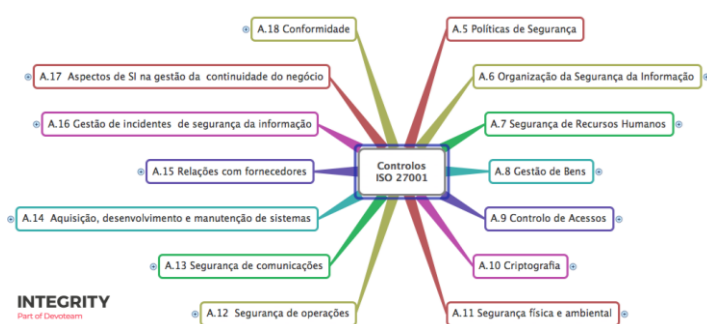 A.18 Conformidade
A.5 Políticas de Segurança
A.17 Aspectos de SI na gestão da continuidade do negócio
A.6 Organização da Segurança da Informação
A.16 Gestão de incidentes de segurança da informação
A.7 Segurança de Recursos Humanos
Controlos
ISO 27001
A.15 Relações com fornecedores
A.8 Gestão de Bens
A.14 Aquisição, desenvolvimento e manutenção de sistemas
A.9 Controlo de Acessos
A.13 Segurança de comunicações
A.10 Criptografia
A.12 Segurança de operações
A.11 Segurança física e ambiental
INTEGRITY
Part of Devoteam